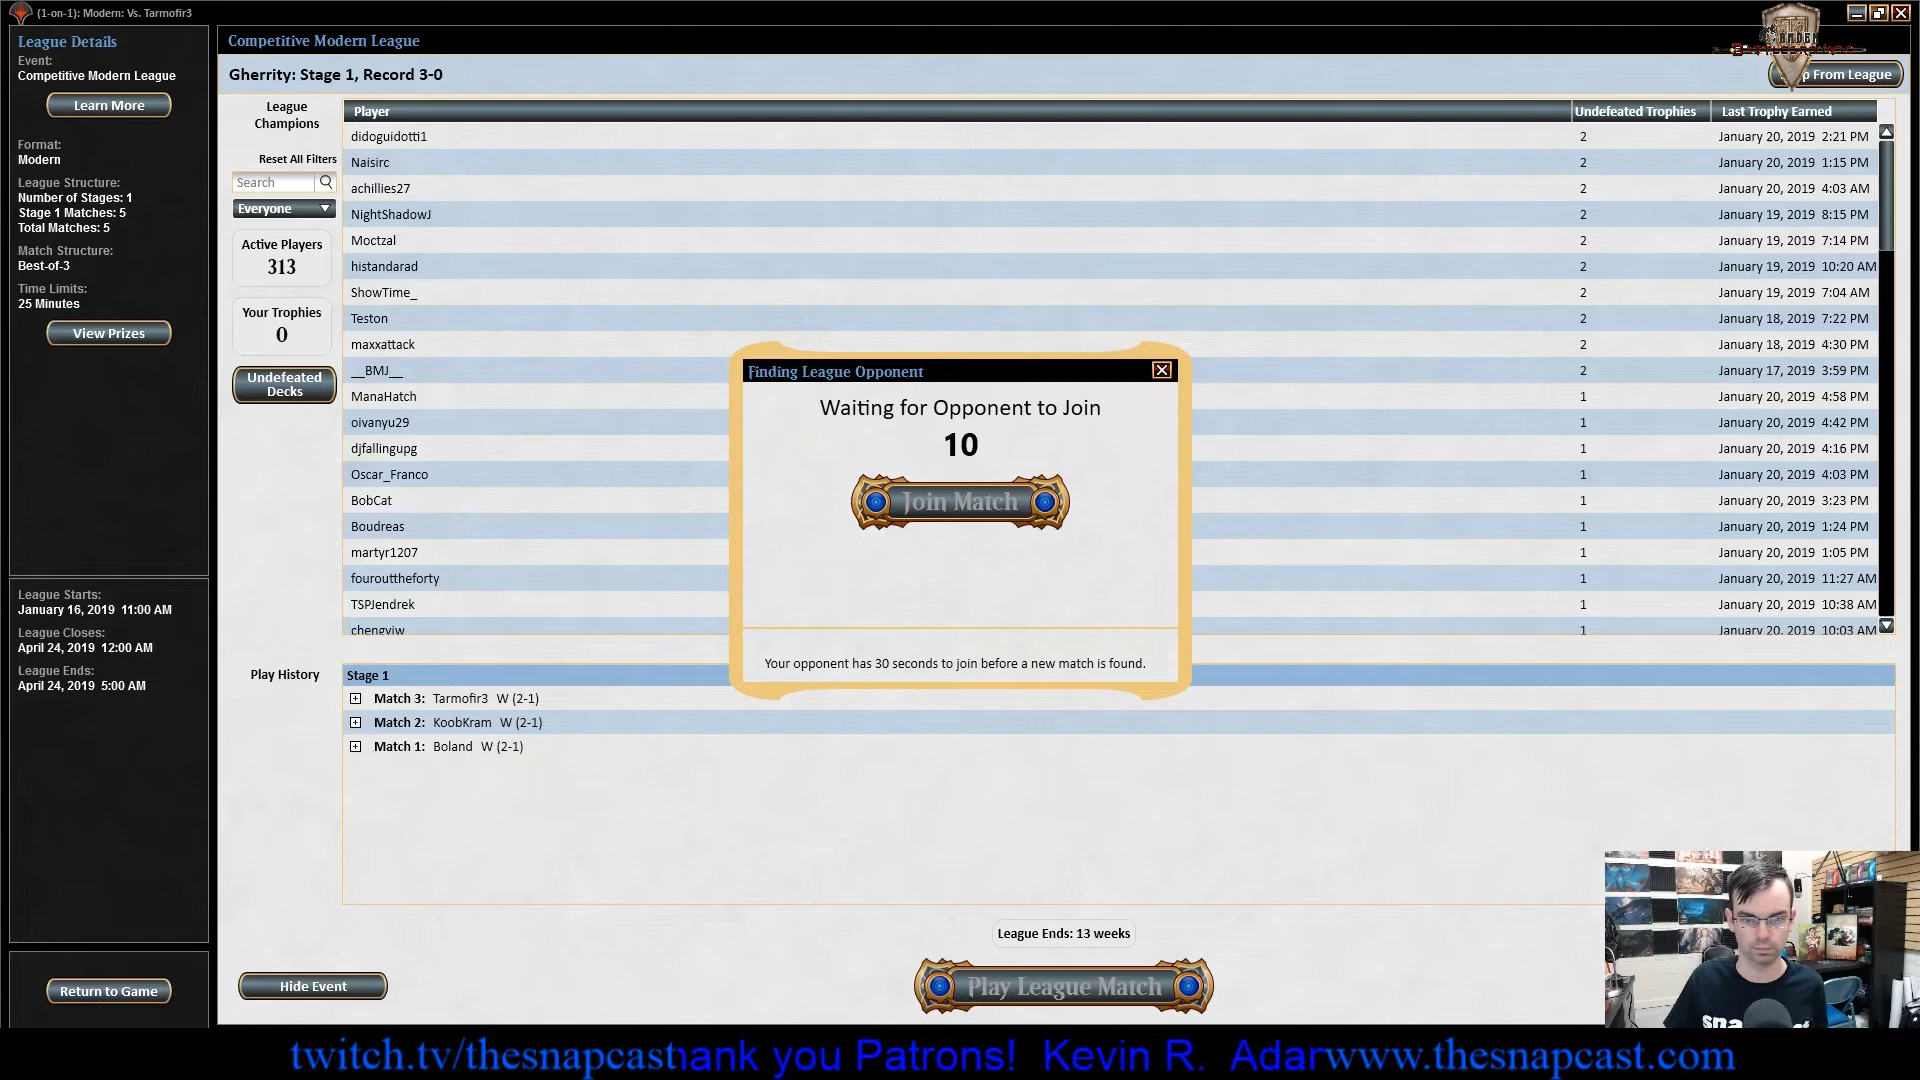 (1-on-1): Modern: Vs. Tarmofir3
League Details
Event:
Competitive Modern League
Learn More
Format:
Modern
League Structure:
Number of Stages: 1
Stage 1 Matches: 5
Total Matches: 5
Match Structure:
Best-of-3
Time Limits:
25 Minutes
View Prizes
League Starts:
January 16, 2019 11:00 AM
League Closes:
April 24, 2019 12:00 AM
League Ends:
April 24, 2019 5:00 AM
Return to Game
Competitive Modern League
Gherrity: Stage 1, Record 3-0
From League
League
Champions
Reset All Filters
Search
Everyone
Active Players
313
Your Trophies
0
Undefeated
Decks
Player Undefeated Trophies Last Trophy Earned
didoguidotti1 2 January 20, 2019 2:21 PM
Naisirc 2 January 20, 2019 1:15 PM
achillies27 2 January 20, 2019 4:03 AM
NightShadowJ 2 January 19, 2019 8:15 PM
Moctzal 2 January 19, 2019 7:14 PM
histandarad 2 January 19, 2019 10:20 AM
ShowTime_ 2 January 19, 2019 7:04 AM
Teston 2 January 18, 2019 7:22 PM
maxxattack 2 January 18, 2019 4:30 PM
__BMJ__ 2 January 17, 2019 3:59 PM
ManaHatch 1 January 20, 2019 4:58 PM
oivanyu29 1 January 20, 2019 4:42 PM
djfallingupg 1 January 20, 2019 4:16 PM
Oscar_Franco 1 January 20, 2019 4:03 PM
BobCat 1 January 20, 2019 3:23 PM
Boudreas 1 January 20, 2019 1:24 PM
martyr1207 1 January 20, 2019 1:05 PM
fourouttheforty 1 January 20, 2019 11:27 AM
TSPJendrek 1 January 20, 2019 10:38 AM
chengyiw 1 January 20, 2019 10:03 AM
Finding League Opponent
Waiting for Opponent to Join
10
Join Match
Your opponent has 30 seconds to join before a new match is found.
Play History
Stage 1
Match 3: Tarmofir3 W (2-1)
Match 2: KoobKram W (2-1)
Match 1: Boland W (2-1)
League Ends: 13 weeks
Hide Event
Play League Match
twitch.tv/thesnapcast hank you Patrons! Kevin R. Adar www.thesnapcast.com